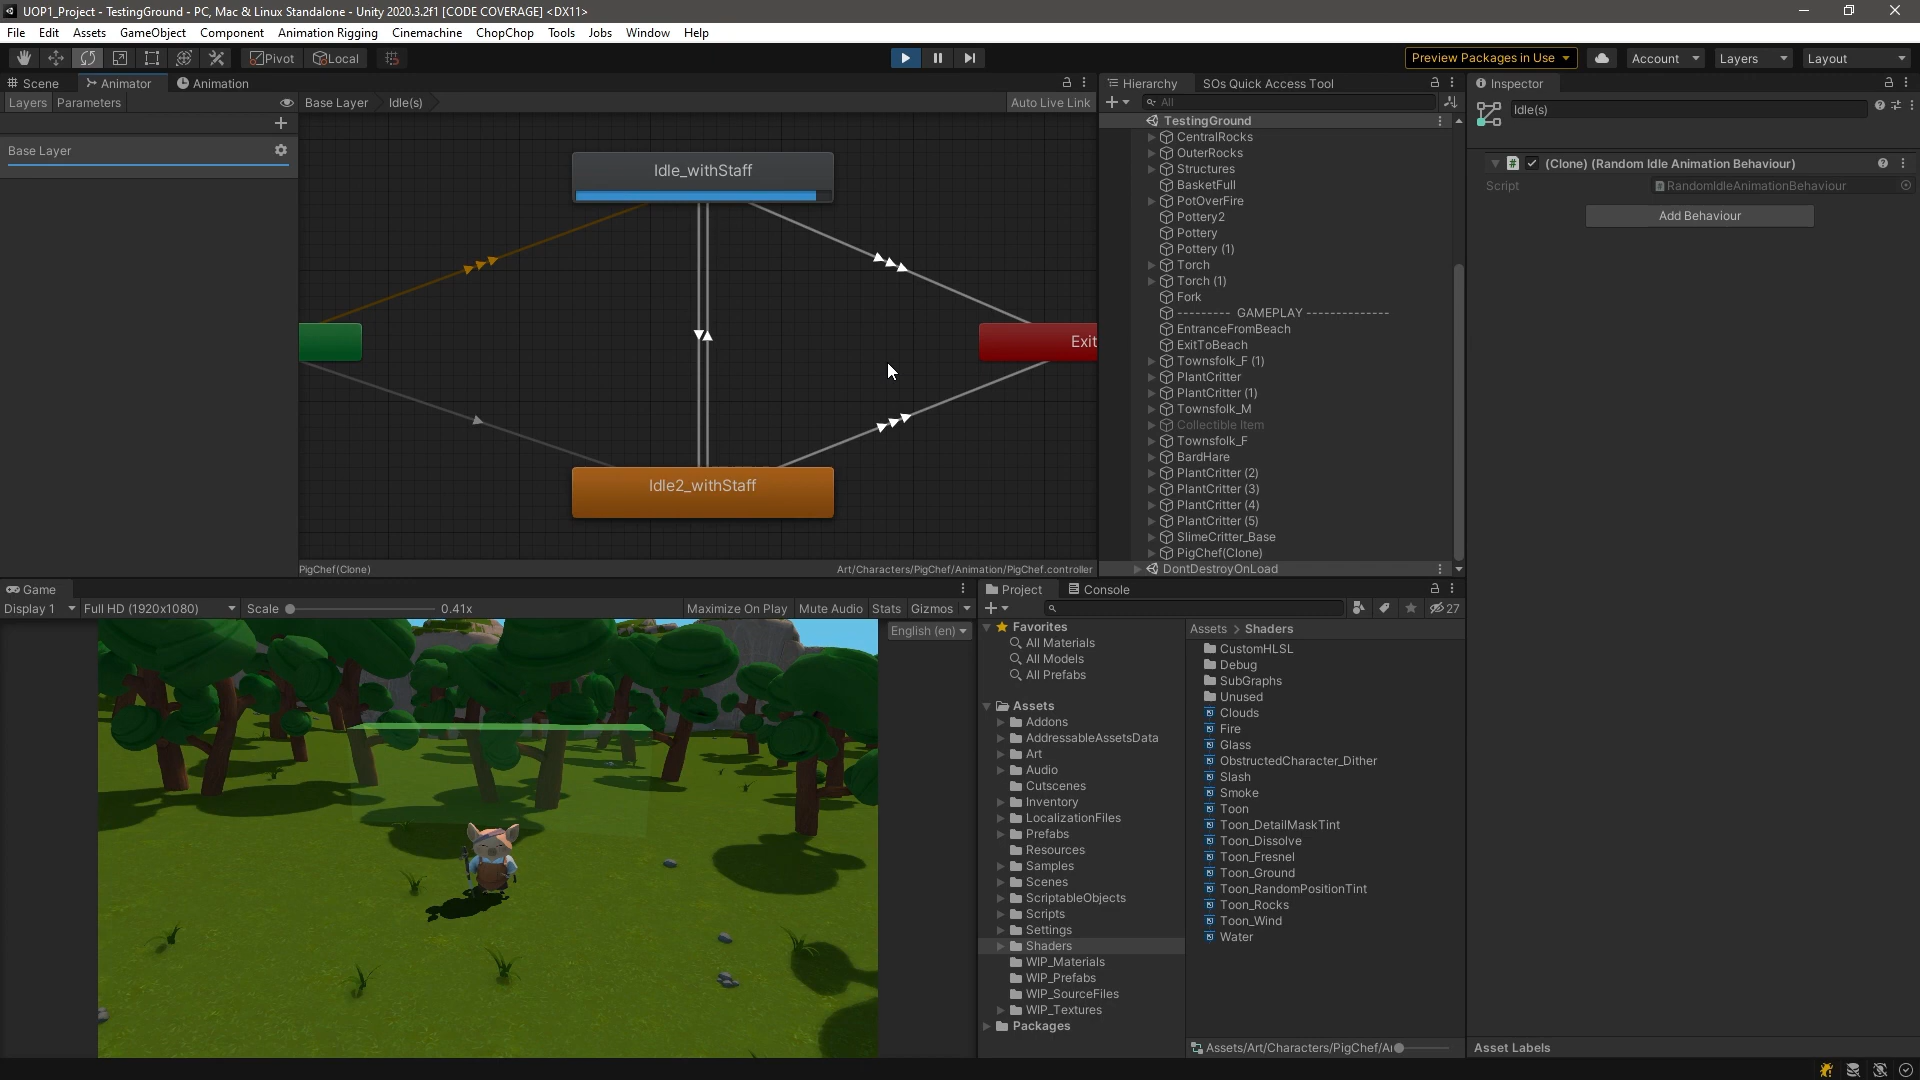 UOP1_Project - TestingGround - PC, Mac & Linux Standalone - Unity 2020.3.2f1 [CODE COVERAGE] <DX11>
File Edit Assets GameObject Component Animation Rigging Cinemachine ChopChop Tools Jobs Window Help
Pivot Local Preview Packages in Use Account Layers Layout
Scene Animator Animation
Layers Parameters Base Layer Idle(s) Auto Live Link
Base Layer
Idle_withStaff
Exit
Idle2_withStaff
PigChef(Clone) Art/Characters/PigChef/Animation/PigChef.controller
Hierarchy SOs Quick Access Tool
All
TestingGround
CentralRocks
OuterRocks
Structures
BasketFull
PotOverFire
Pottery2
Pottery
Pottery (1)
Torch
Torch (1)
Fork
--------- GAMEPLAY --------------
EntranceFromBeach
ExitToBeach
Townsfolk_F (1)
PlantCritter
PlantCritter (1)
Townsfolk_M
Collectible Item
Townsfolk_F
BardHare
PlantCritter (2)
PlantCritter (3)
PlantCritter (4)
PlantCritter (5)
SlimeCritter_Base
PigChef(Clone)
DontDestroyOnLoad
Inspector
Idle(s)
(Clone) (Random Idle Animation Behaviour)
Script RandomIdleAnimationBehaviour
Add Behaviour
Game
Display 1 Full HD (1920x1080) Scale 0.41x Maximize On Play Mute Audio Stats Gizmos
English (en)
Project Console
27
Favorites
All Materials
All Models
All Prefabs
Assets
Addons
AddressableAssetsData
Art
Audio
Cutscenes
Inventory
LocalizationFiles
Prefabs
Resources
Samples
Scenes
ScriptableObjects
Scripts
Settings
Shaders
WIP_Materials
WIP_Prefabs
WIP_SourceFiles
WIP_Textures
Packages
Assets > Shaders
CustomHLSL
Debug
SubGraphs
Unused
Clouds
Fire
Glass
ObstructedCharacter_Dither
Slash
Smoke
Toon
Toon_DetailMaskTint
Toon_Dissolve
Toon_Fresnel
Toon_Ground
Toon_RandomPositionTint
Toon_Rocks
Toon_Wind
Water
Assets/Art/Characters/PigChef/A
Asset Labels